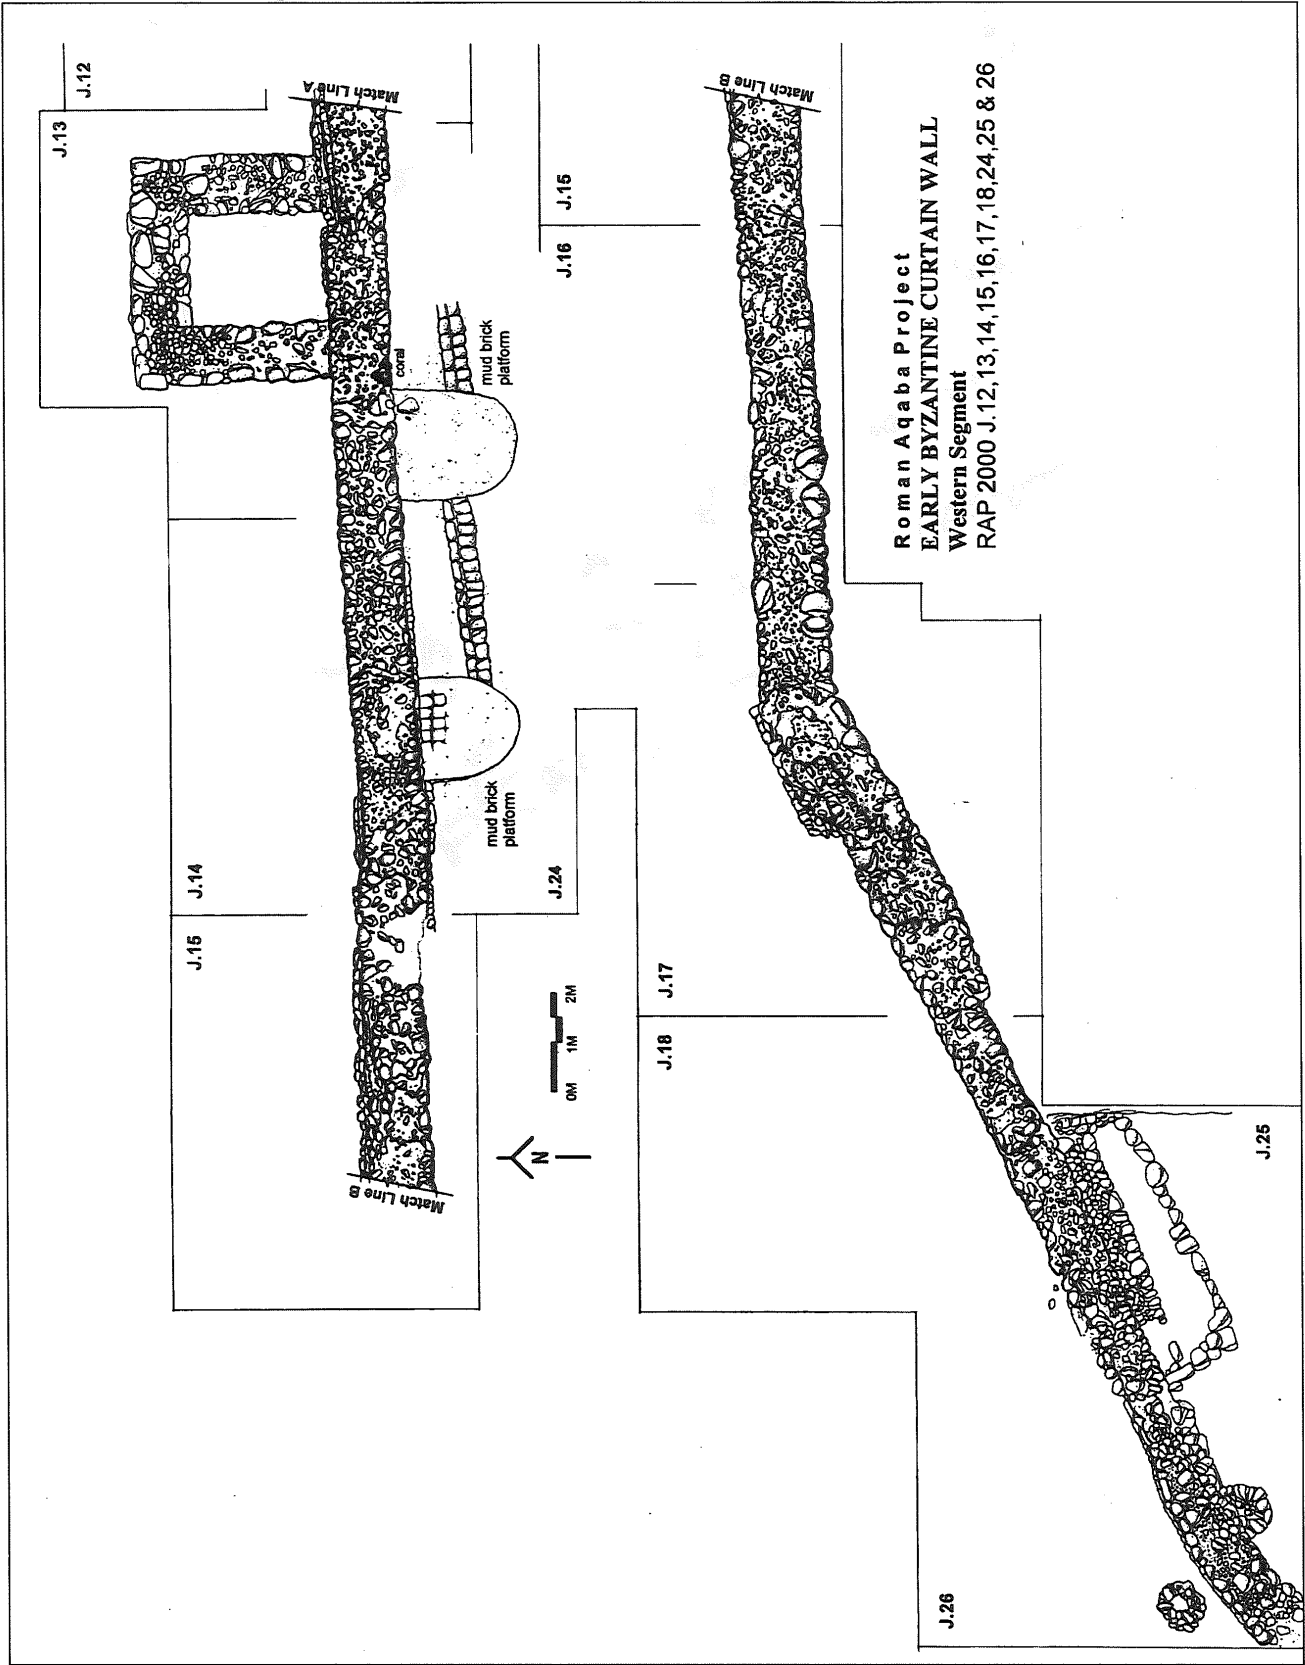 J.12
J.13
Match Line A
coral
mud brick
platform
mud brick
platform
J.14
J.15
J.24
Match Line B
0M 1M 2M
N
Match Line B
J.15
J.16
J.17
J.18
J.25
J.26
Roman Aqaba Project
EARLY BYZANTINE CURTAIN WALL
Western Segment
RAP 2000 J.12,13,14,15,16,17,18,24,25 & 26